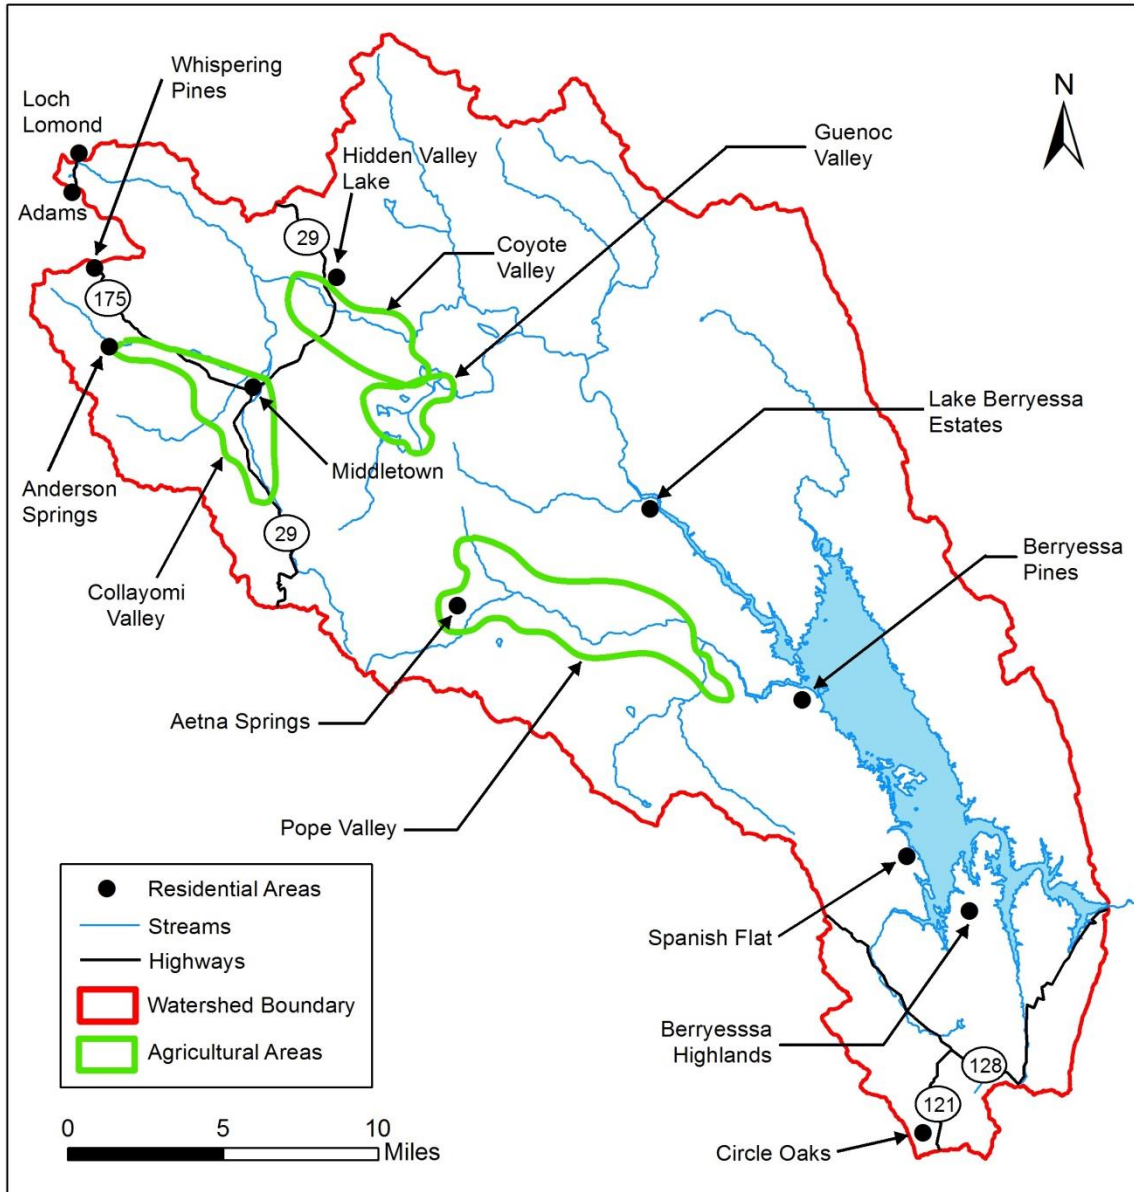 Whispering
Pines
Loch
Lomond
N
Guenoc
Valley
Hidden Valley
Lake
Adams
29
Coyote
Valley
175
Lake Berryessa
Estates
Middletown
Anderson
Springs
29
Collayomi
Valley
Berryessa
Pines
Aetna Springs
Pope Valley
Spanish Flat
Berryesssa
Highlands
128
121
Circle Oaks
Residential Areas
Streams
Highways
Watershed Boundary
Agricultural Areas
0 5 10
Miles